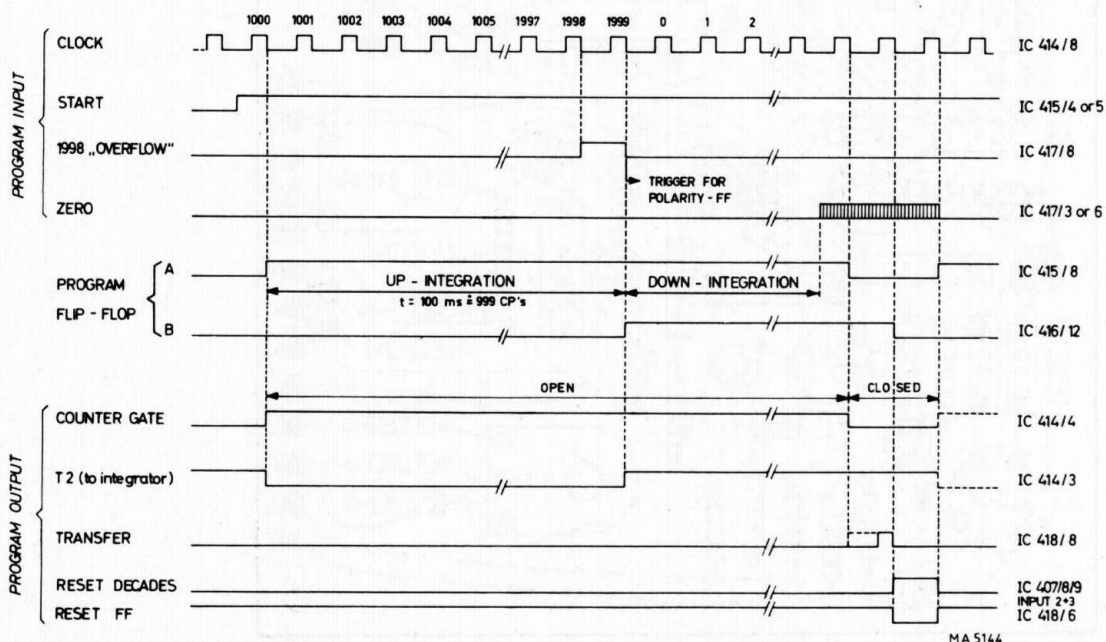 1000 1001 1002 1003 1004 1005 1997 1998 1999 0 1 2
PROGRAM INPUT
CLOCK
IC 414/8
START
IC 415/4 or 5
1998 „OVERFLOW"
IC 417/8
TRIGGER FOR
POLARITY - FF
ZERO
IC 417/3 or 6
PROGRAM
FLIP - FLOP
A
UP - INTEGRATION
DOWN - INTEGRATION
IC 415/8
t = 100 ms ≙ 999 CP's
B
IC 416/12
OPEN
CLOSED
PROGRAM OUTPUT
COUNTER GATE
IC 414/4
T2 (to integrator)
IC 414/3
TRANSFER
IC 418/8
RESET DECADES
IC 407/8/9
INPUT 2+3
RESET FF
IC 418/6
MA 5144